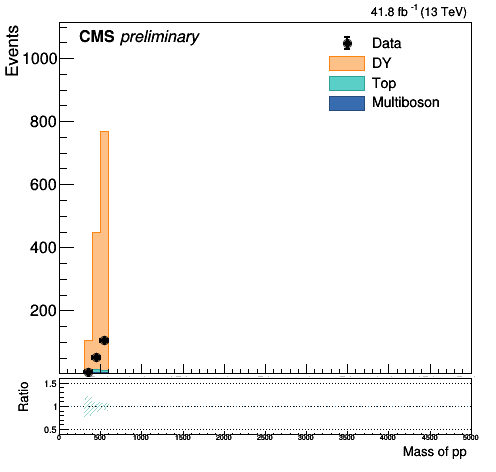 41.8 fb -1 (13 TeV)
CMS preliminary
Events
1000
800
600
400
200
Data
DY
Top
Multiboson
Ratio
1.5
1
0.5
0 500 1000 1500 2000 2500 3000 3500 4000 4500 5000
Mass of pp